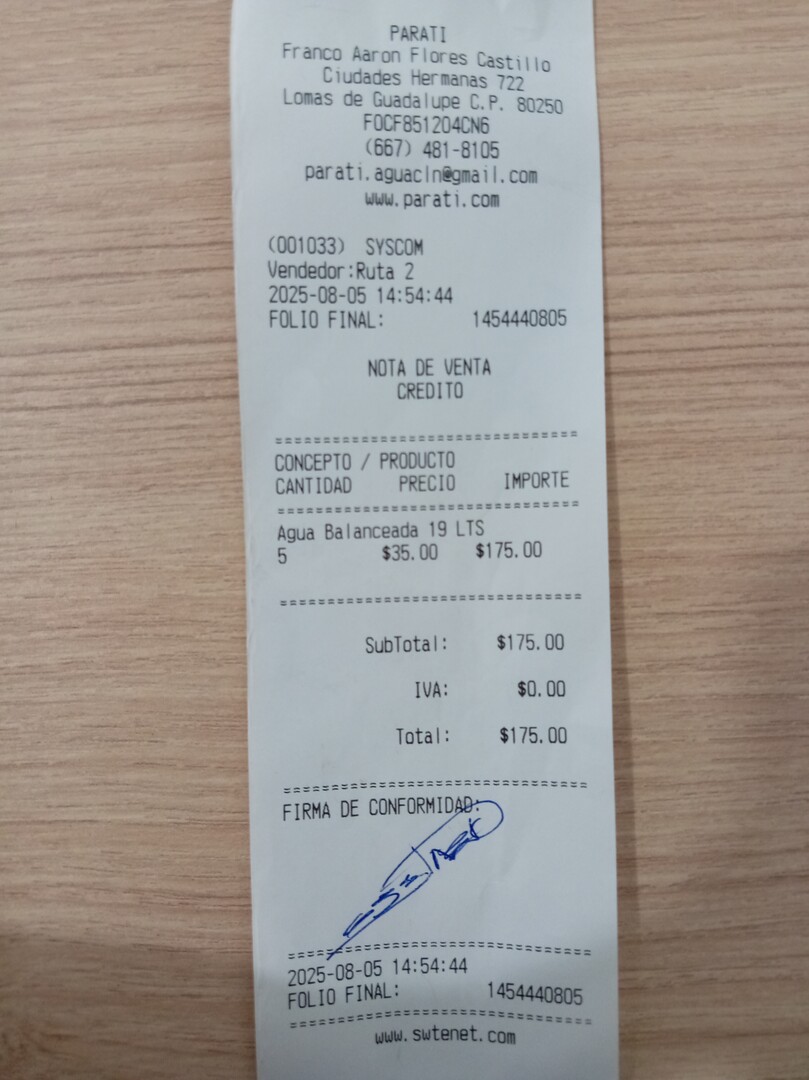 PARATI
Franco Aaron Flores Castillo
Ciudades Hermanas 722
Lomas de Guadalupe C.P. 80250
FOCF851204CN6
(667) 481-8105
parati.aguacln@gmail.com
www.parati.com
(001033) SYSCOM
Vendedor:Ruta 2
2025-08-05 14:54:44
FOLIO FINAL: 1454440805
NOTA DE VENTA
CREDITO
================================
CONCEPTO / PRODUCTO
CANTIDAD PRECIO IMPORTE
================================
Agua Balanceada 19 LTS
5 $35.00 $175.00
================================
SubTotal: $175.00
IVA: $0.00
Total: $175.00
================================
FIRMA DE CONFORMIDAD:
================================
2025-08-05 14:54:44
FOLIO FINAL: 1454440805
================================
www.swtenet.com